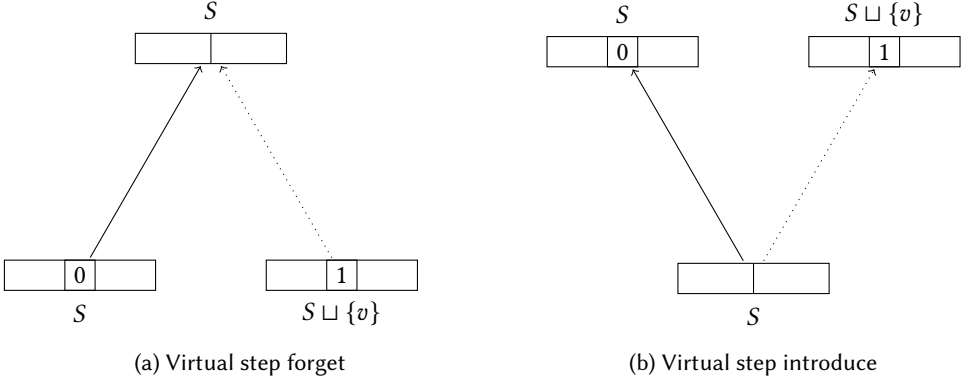 S
0
1
S
S ⊔ {v}
(a) Virtual step forget
S
S ⊔ {v}
0
1
S
(b) Virtual step introduce